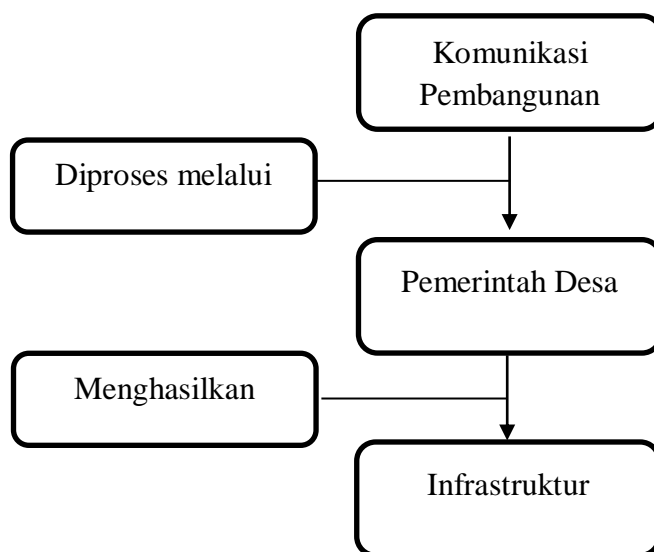 Komunikasi
Pembangunan
Diproses melalui
Pemerintah Desa
Menghasilkan
Infrastruktur